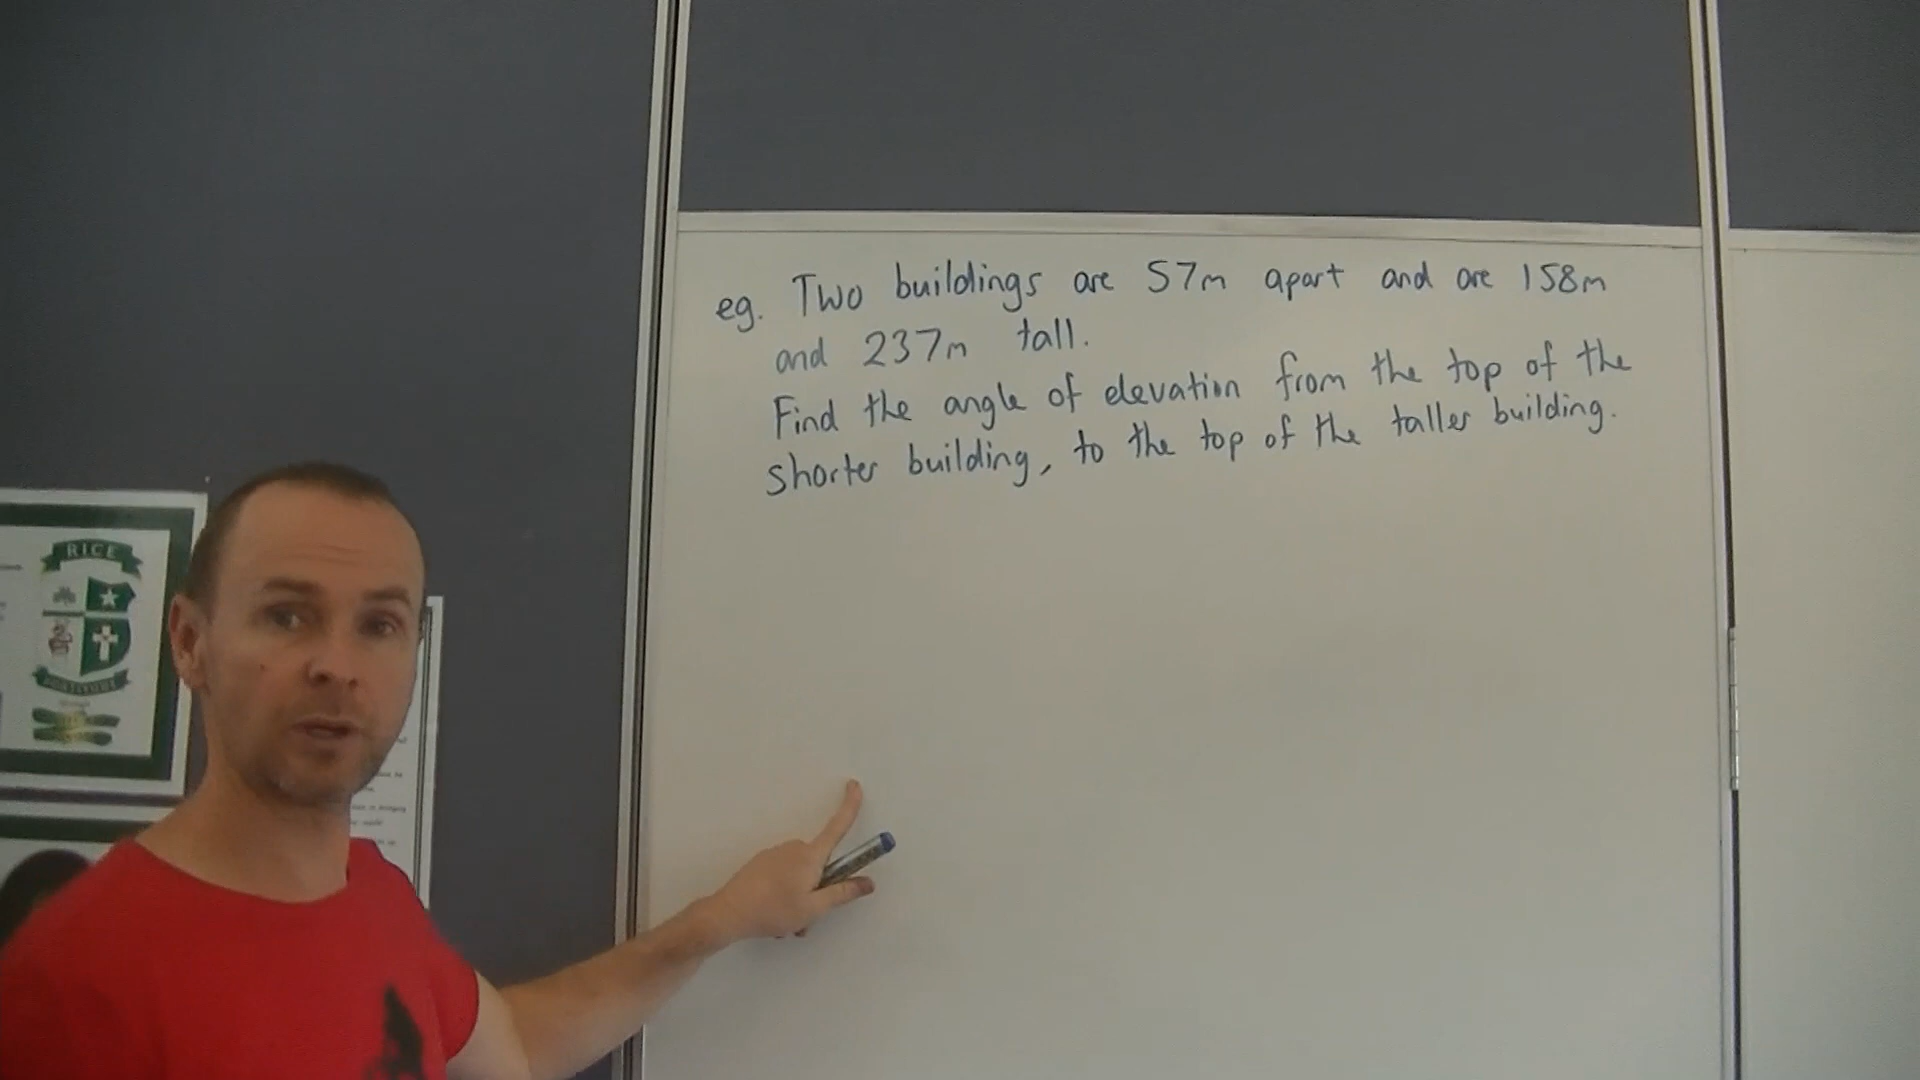 eg. Two buildings are 57m apart and are 158m
and 237m tall.
Find the angle of elevation from the top of the
shorter building, to the top of the taller building.
RICE